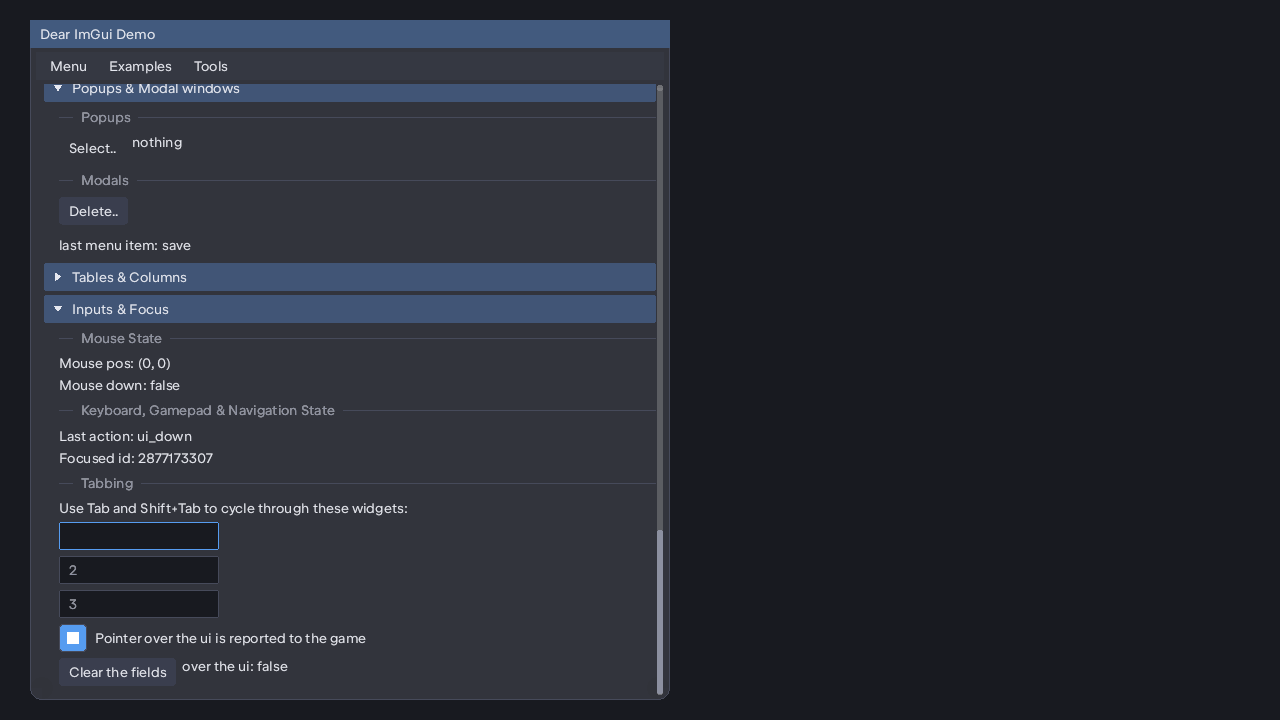 Dear ImGui Demo
Menu Examples Tools
Popups & Modal windows
Popups
Select.. nothing
Modals
Delete..
last menu item: save
Tables & Columns
Inputs & Focus
Mouse State
Mouse pos: (0, 0)
Mouse down: false
Keyboard, Gamepad & Navigation State
Last action: ui_down
Focused id: 2877173307
Tabbing
Use Tab and Shift+Tab to cycle through these widgets:
2
3
Pointer over the ui is reported to the game
Clear the fields over the ui: false